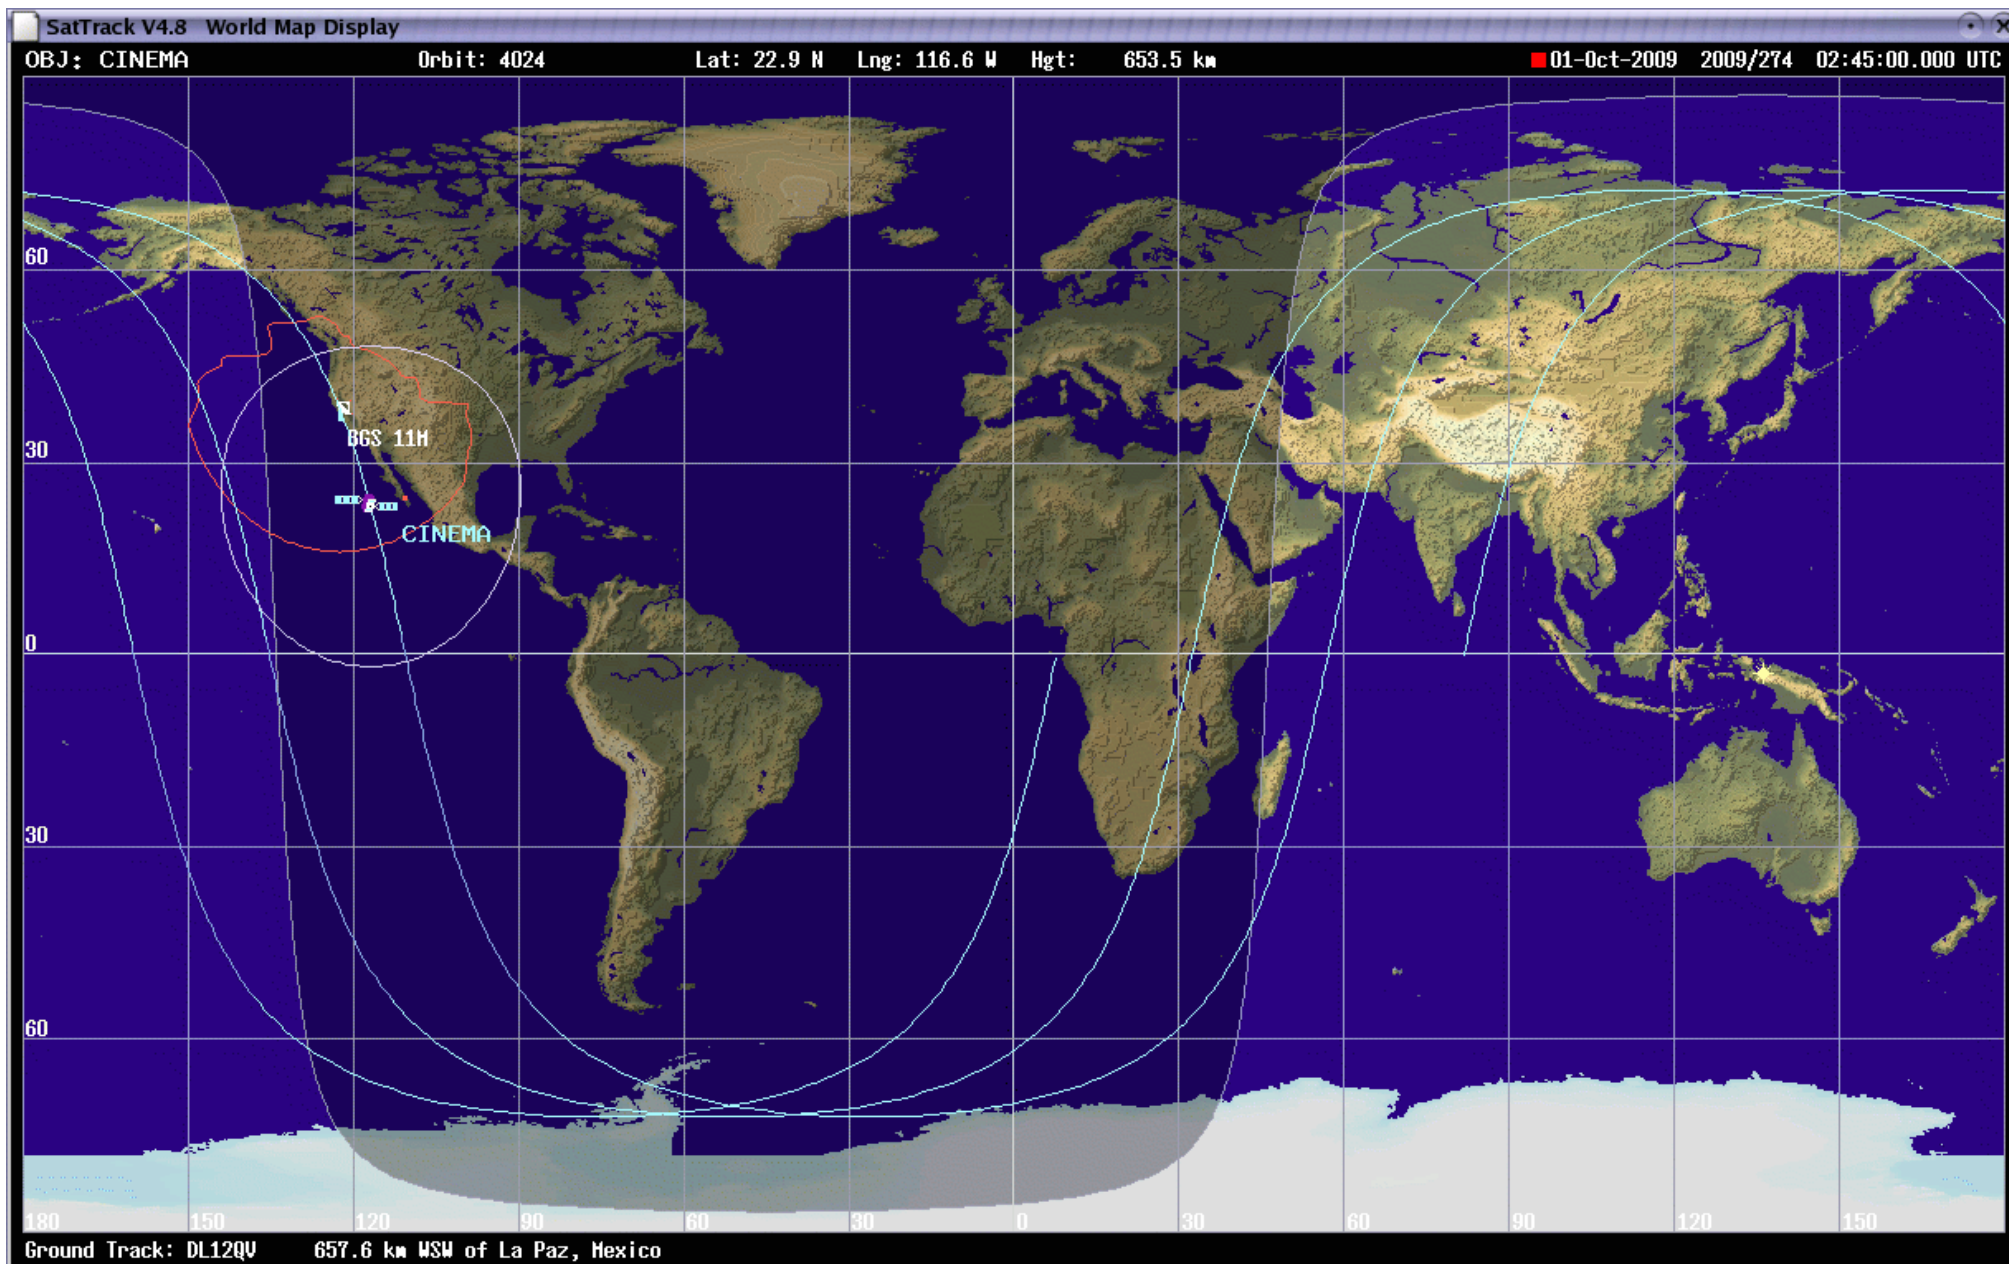 SatTrack V4.8 World Map Display
OBJ: CINEMA Orbit: 4024 Lat: 22.9 N Lng: 116.6 W Hgt: 653.5 km 01-Oct-2009 2009/274 02:45:00.000 UTC
60
30
BGS 11M
CINEMA
0
30
60
180 150 120 90 60 30 0 30 60 90 120 150
Ground Track: DL12QV 657.6 km WSW of La Paz, Mexico